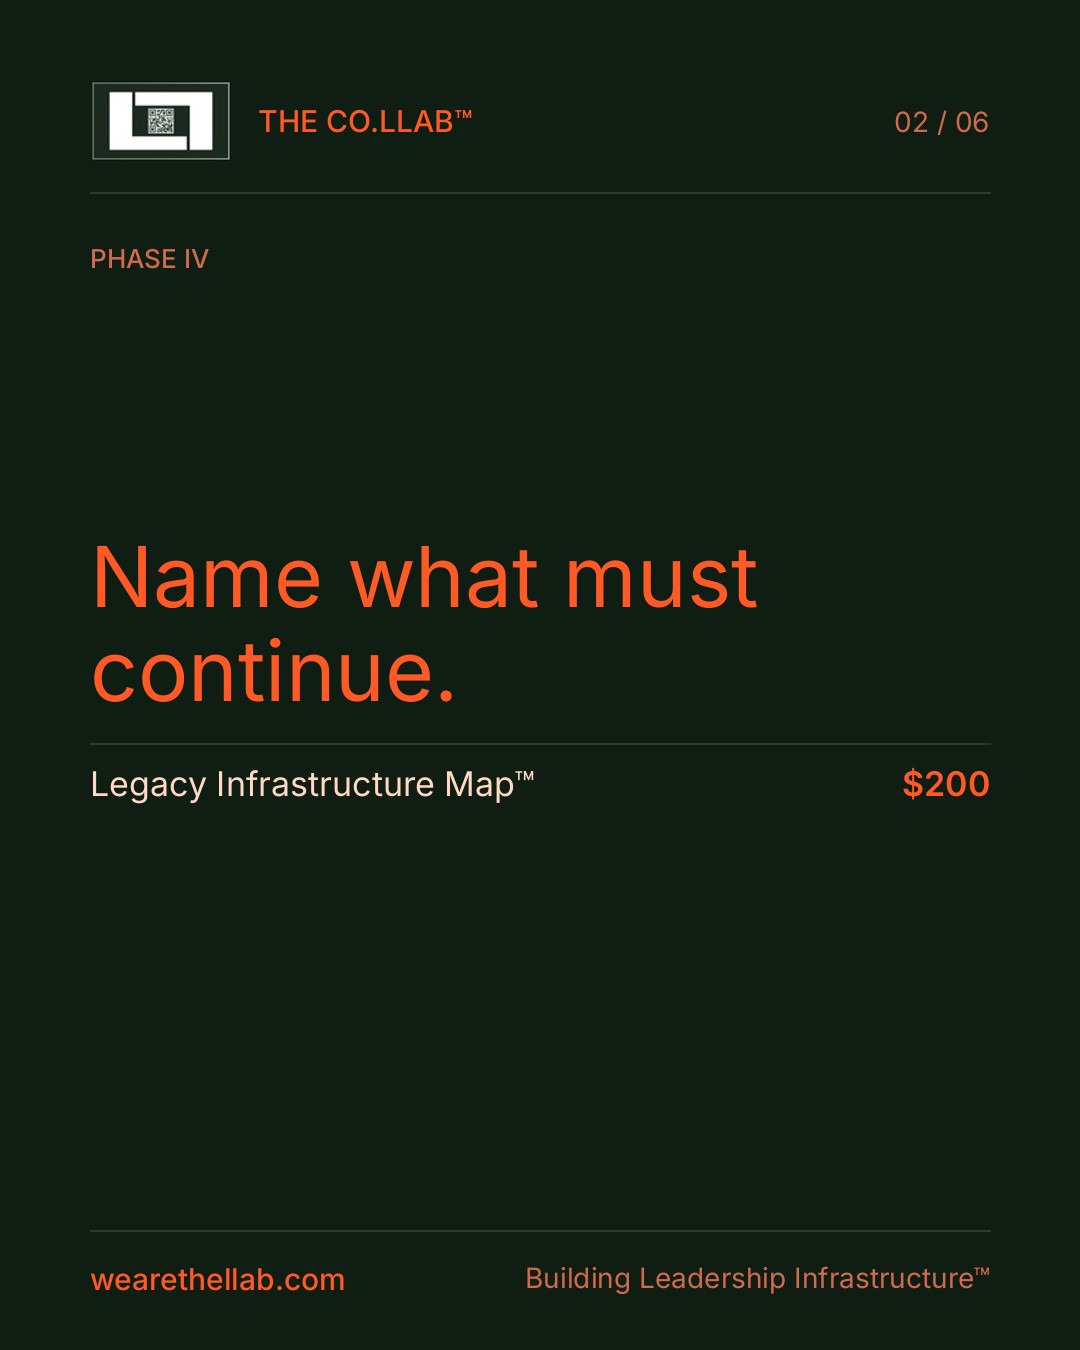 THE CO.LLAB™
02 / 06
PHASE IV
Name what must
continue.
Legacy Infrastructure Map™
$200
wearethellab.com
Building Leadership Infrastructure™